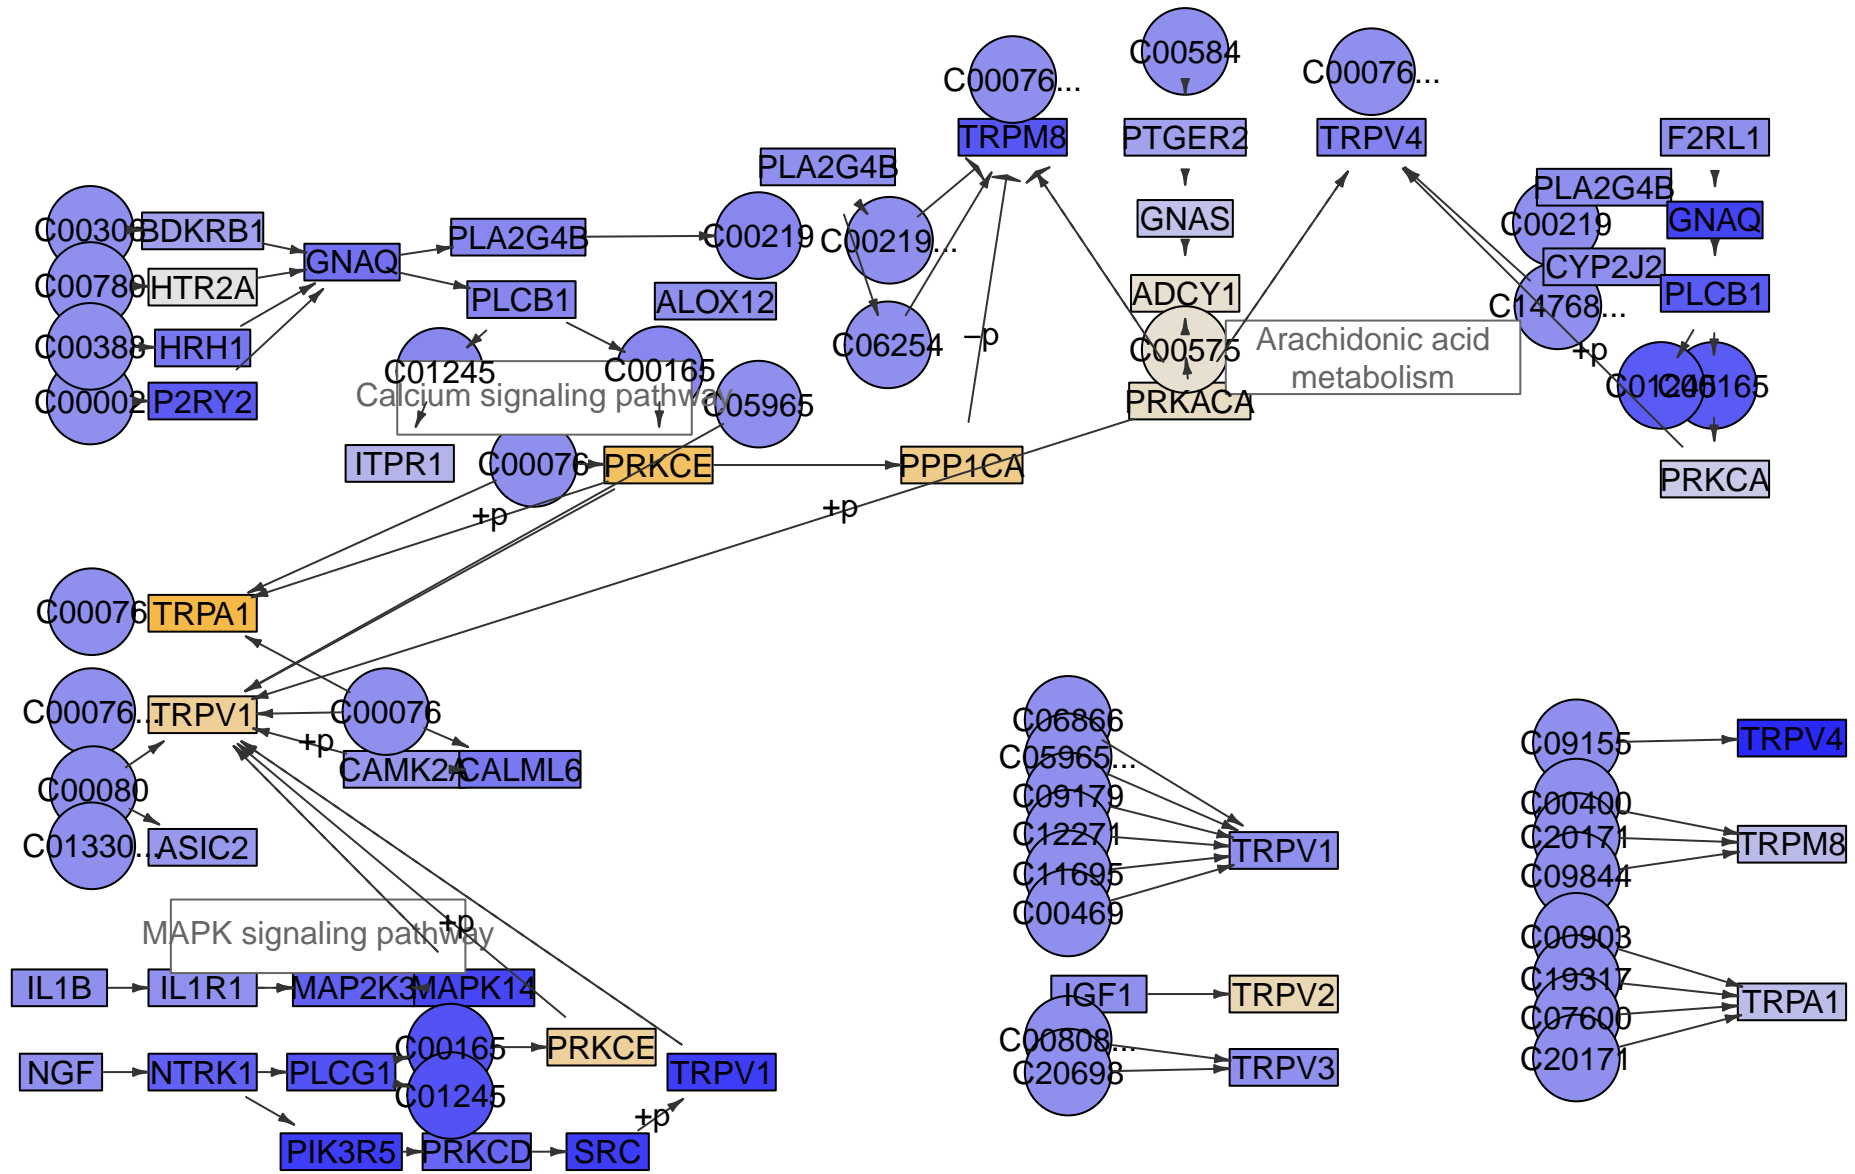 C00584
C00076...
C00076...
TRPM8
PTGER2
TRPV4
F2RL1
PLA2G4B
PLA2G4B
C00219
GNAS
GNAQ
BDKRB1
PLA2G4B
C00219
C00219...
GNAQ
CYP2J2
C00780
HTR2A
PLCB1
ALOX12
ADCY1
PLCB1
C14768...
C00388
HRH1
C06254
–p
C00575
Arachidonic acid
metabolism
+p
C01245
C00165
C01245
C00165
Calcium signaling pathway
C00002
P2RY2
C05965
PRKACA
ITPR1
C00076
PRKCE
PPP1CA
PRKCA
+p
+p
C00076
TRPA1
C00076...
TRPV1
C00076
+p
C00080
CAMK2A
CALML6
C01330...
ASIC2
C06866
C05965...
C09179
C12271
C11695
C00469
TRPV1
C09155
TRPV4
C00400
C20171
C09844
TRPM8
MAPK signaling pathway
+p
IL1B
IL1R1
MAP2K3
MAPK14
IGF1
TRPV2
C00903
C19317
C07600
C20171
TRPA1
C00808...
C20698
TRPV3
NGF
NTRK1
PLCG1
C00165
C01245
PRKCE
TRPV1
+p
PIK3R5
PRKCD
SRC